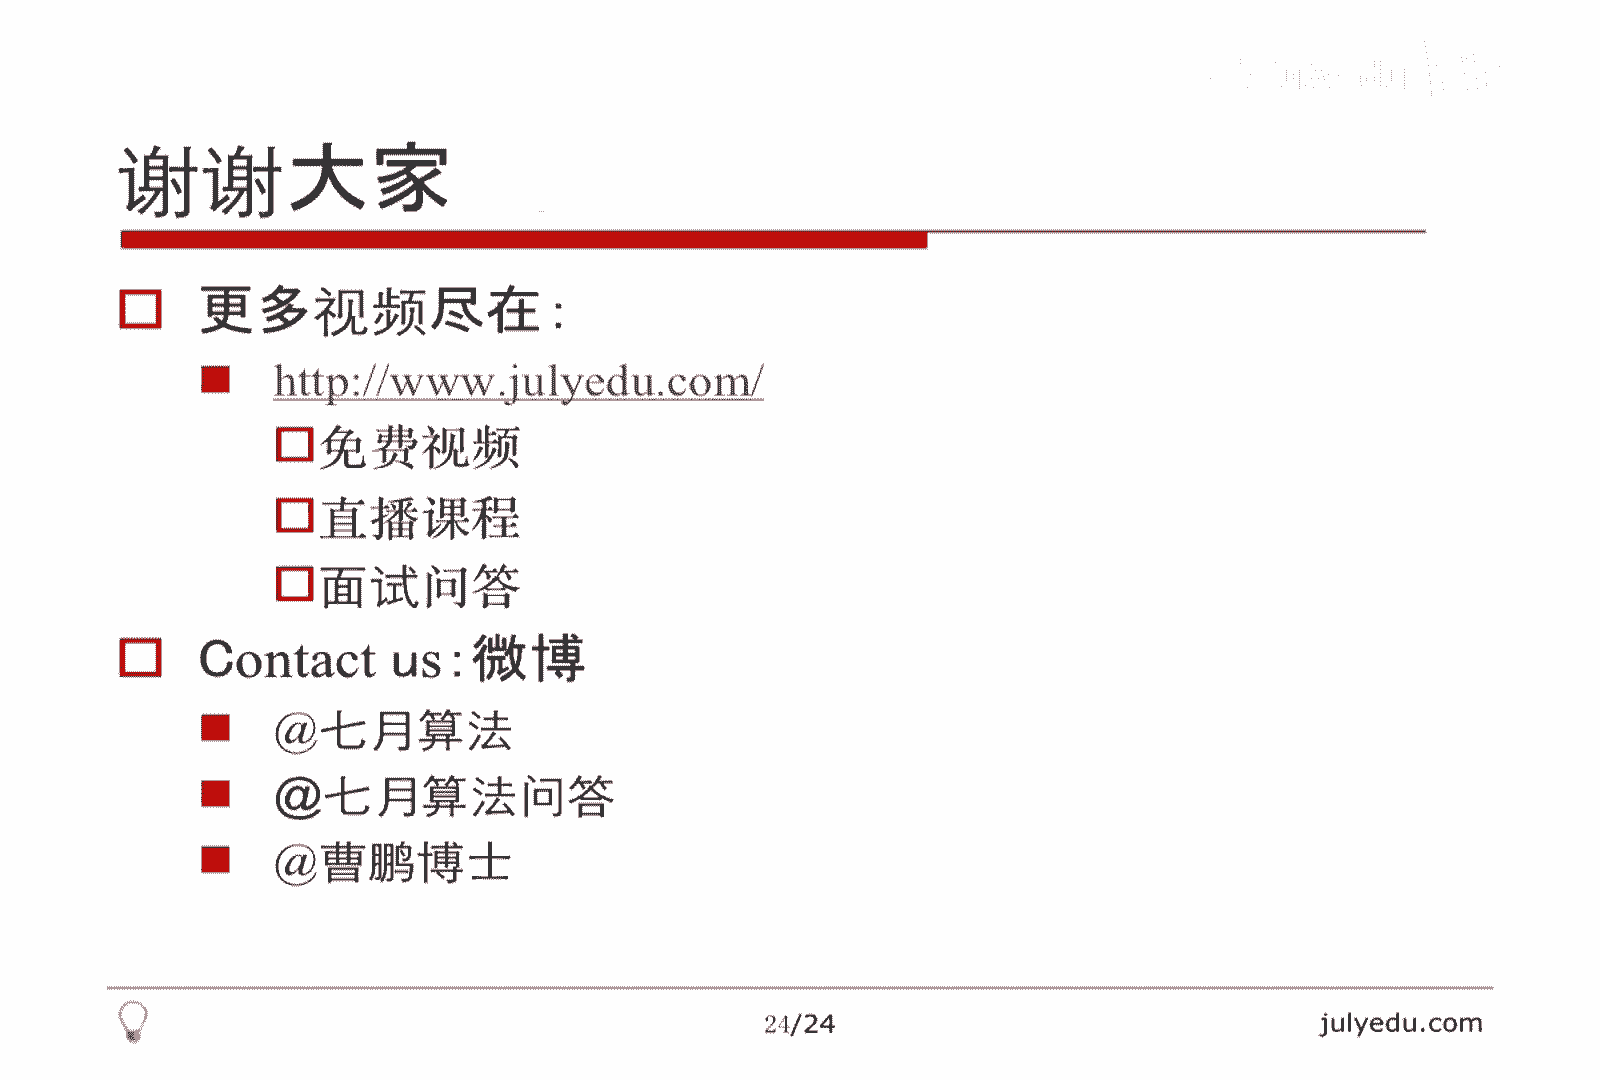 谢谢大家
更多视频尽在:
http://www.julyedu.com/
免费视频
直播课程
面试问答
Contact us:微博
@七月算法
@七月算法问答
@曹鹏博士
24/24
julyedu.com